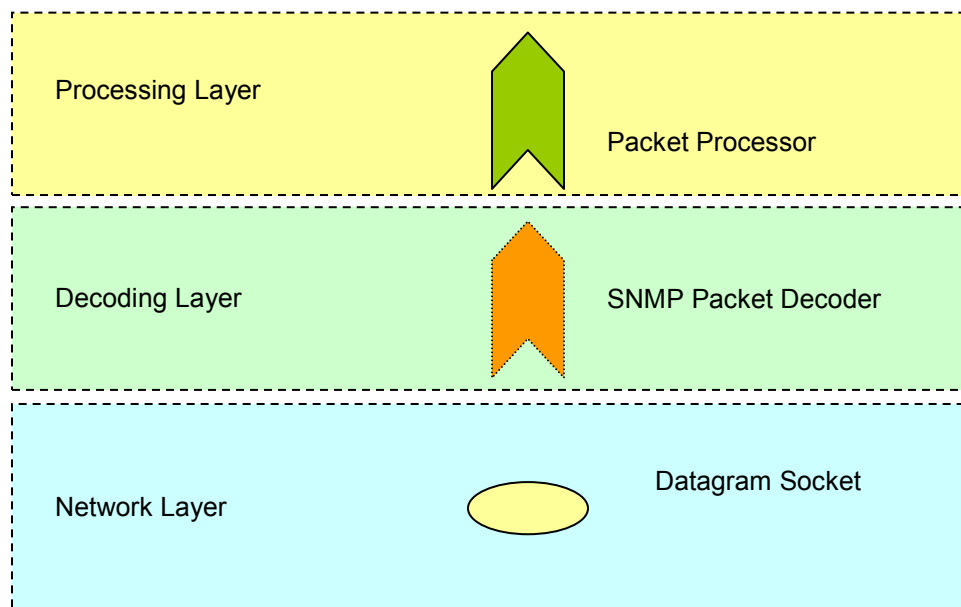 Processing Layer
Packet Processor
Decoding Layer
SNMP Packet Decoder
Datagram Socket
Network Layer